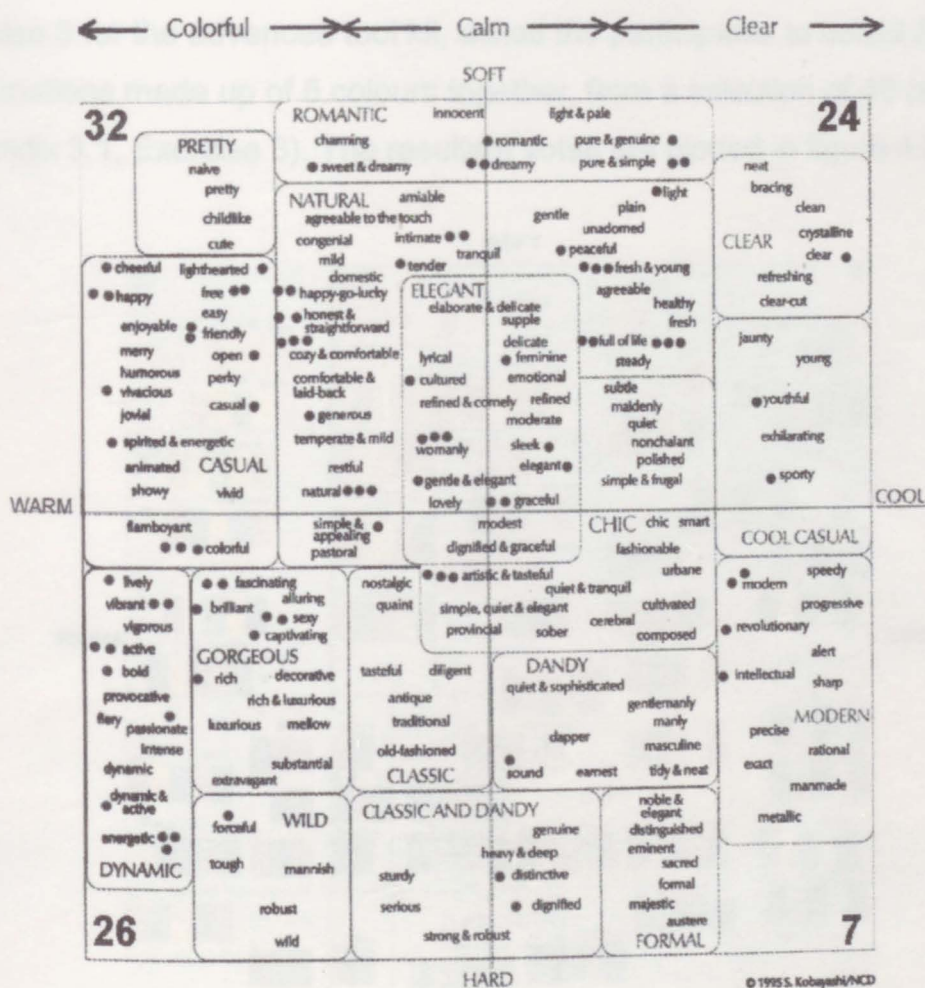 Colorful Calm Clear
SOFT
32 24
ROMANTIC innocent light & pale
charming romantic pure & genuine
sweet & dreamy dreamy pure & simple
PRETTY
naive
pretty
childlike
cute
NATURAL amiable
agreeable to the touch
congenial intimate
mild tranquil
domestic tender
happy-go-lucky
honest &
straightforward
cozy & comfortable
comfortable &
laid-back
generous
temperate & mild
restful
natural
simple &
appealing
pastoral
light
gentle plain
unadorned
peaceful
fresh & young
agreeable
healthy
fresh
full of life
steady
neat
bracing
clean
crystalline
CLEAR
clear
refreshing
clear-cut
cheerful lighthearted
happy free
easy
enjoyable friendly
merry open
humorous perky
vivacious
jovial casual
spirited & energetic
animated CASUAL
showy vivid
flamboyant
colorful
ELEGANT
elaborate & delicate
supple
delicate
lyrical feminine
cultured emotional
refined & comely refined
moderate
womanly sleek
elegant
gentle & elegant
lovely graceful
modest
dignified & graceful
subtle
maidenly
quiet
nonchalant
polished
simple & frugal
CHIC chic smart
fashionable
urbane
artistic & tasteful
quiet & tranquil
simple, quiet & elegant cultivated
cerebral
provincial sober composed
jaunty
young
youthful
exhilarating
sporty
COOL CASUAL
WARM COOL
lively
vibrant
vigorous
active
bold
provocative
fiery
passionate
intense
dynamic
dynamic &
active
energetic
DYNAMIC
fascinating
alluring
brilliant
sexy
captivating
GORGEOUS
rich decorative
rich & luxurious
luxurious mellow
substantial
extravagant
nostalgic
quaint
tasteful diligent
antique
traditional
old-fashioned
CLASSIC
DANDY
quiet & sophisticated
gentlemanly
manly
dapper
masculine
sound earnest tidy & neat
modern speedy
progressive
revolutionary
alert
intellectual
sharp
MODERN
precise
rational
exact
manmade
metallic
WILD
forceful
tough mannish
robust
wild
CLASSIC AND DANDY
genuine
heavy & deep
sturdy distinctive
serious dignified
strong & robust
noble &
elegant
distinguished
eminent
sacred
formal
majestic
austere
FORMAL
26 7
HARD
© 1995 S. Kobayashi/NCD